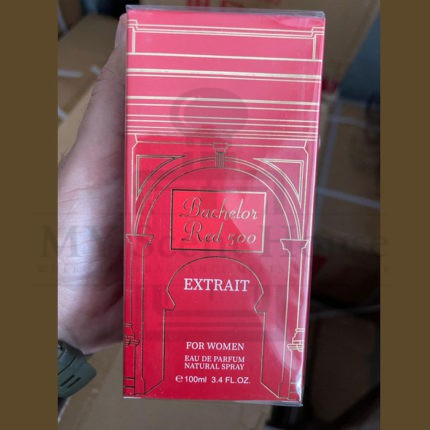 Bachelor
Red 500
EXTRAIT
FOR WOMEN
EAU DE PARFUM
NATURAL SPRAY
℮100ml 3.4 FL.OZ.